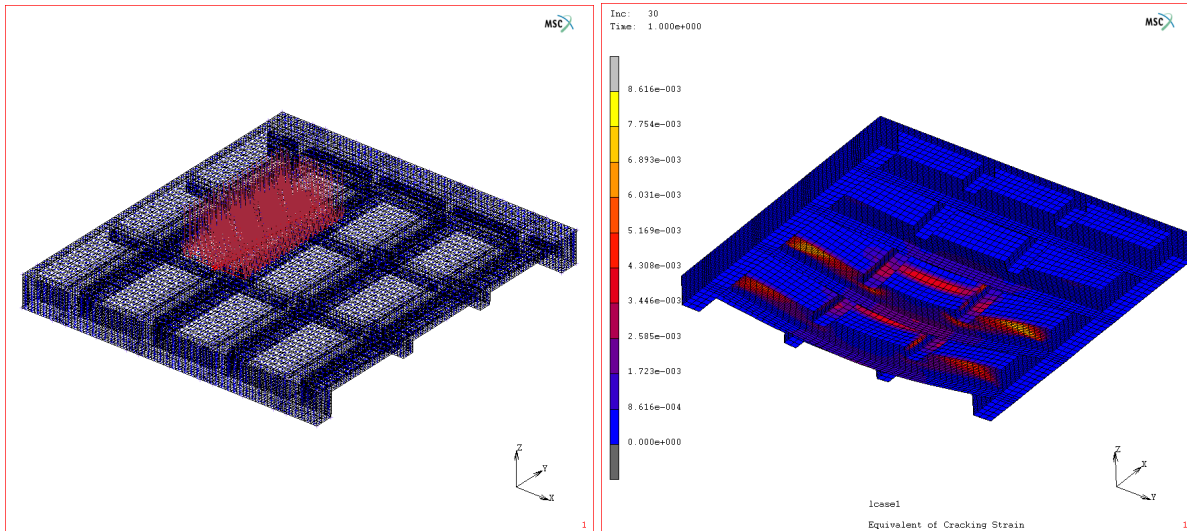 MSC
Z
Y
X
1
Inc: 30
Time: 1.000e+000
MSC
8.616e-003
7.754e-003
6.893e-003
6.031e-003
5.169e-003
4.308e-003
3.446e-003
2.585e-003
1.723e-003
8.616e-004
0.000e+000
Z
X
Y
lcase1
Equivalent of Cracking Strain
1